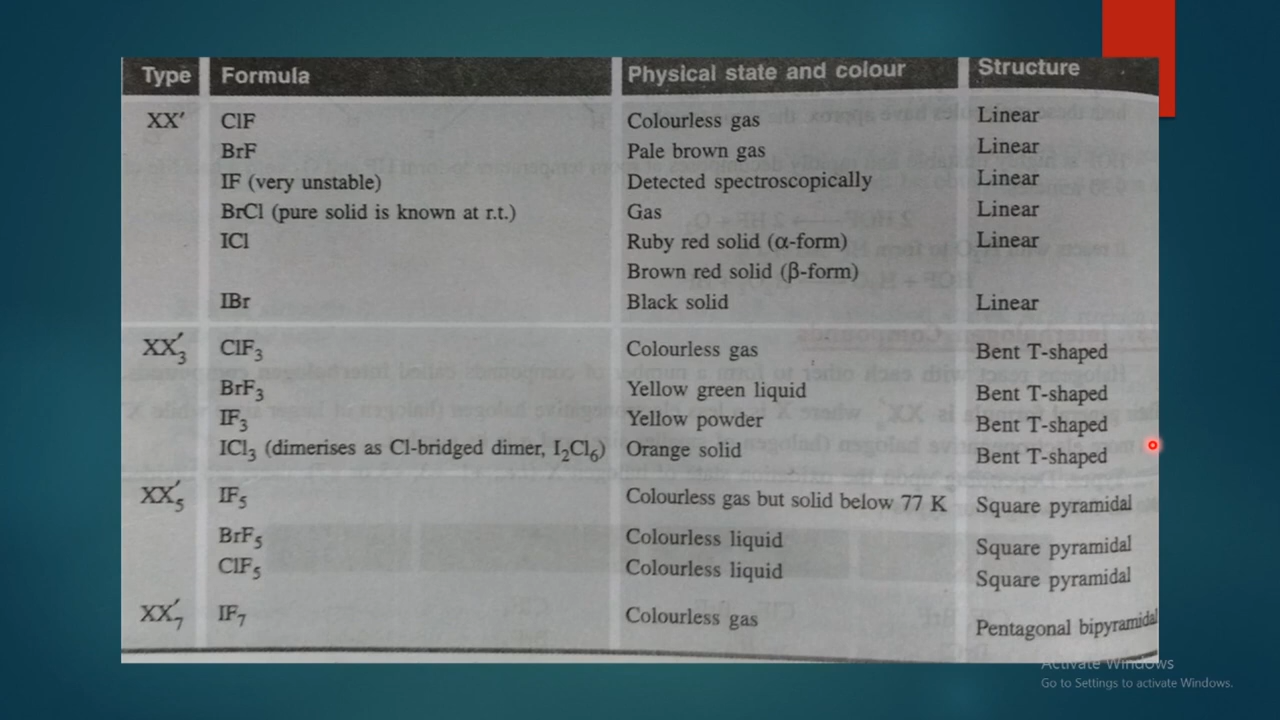 Type Formula Physical state and colour Structure
XX′ ClF Colourless gas Linear
BrF Pale brown gas Linear
IF (very unstable) Detected spectroscopically Linear
BrCl (pure solid is known at r.t.) Gas Linear
ICl Ruby red solid (α-form) Linear
Brown red solid (β-form)
IBr Black solid Linear
XX′₃ ClF₃ Colourless gas Bent T-shaped
BrF₃ Yellow green liquid Bent T-shaped
IF₃ Yellow powder Bent T-shaped
ICl₃ (dimerises as Cl-bridged dimer, I₂Cl₆) Orange solid Bent T-shaped
XX′₅ IF₅ Colourless gas but solid below 77 K Square pyramidal
BrF₅ Colourless liquid Square pyramidal
ClF₅ Colourless liquid Square pyramidal
XX′₇ IF₇ Colourless gas Pentagonal bipyramidal
Activate Windows
Go to Settings to activate Windows.